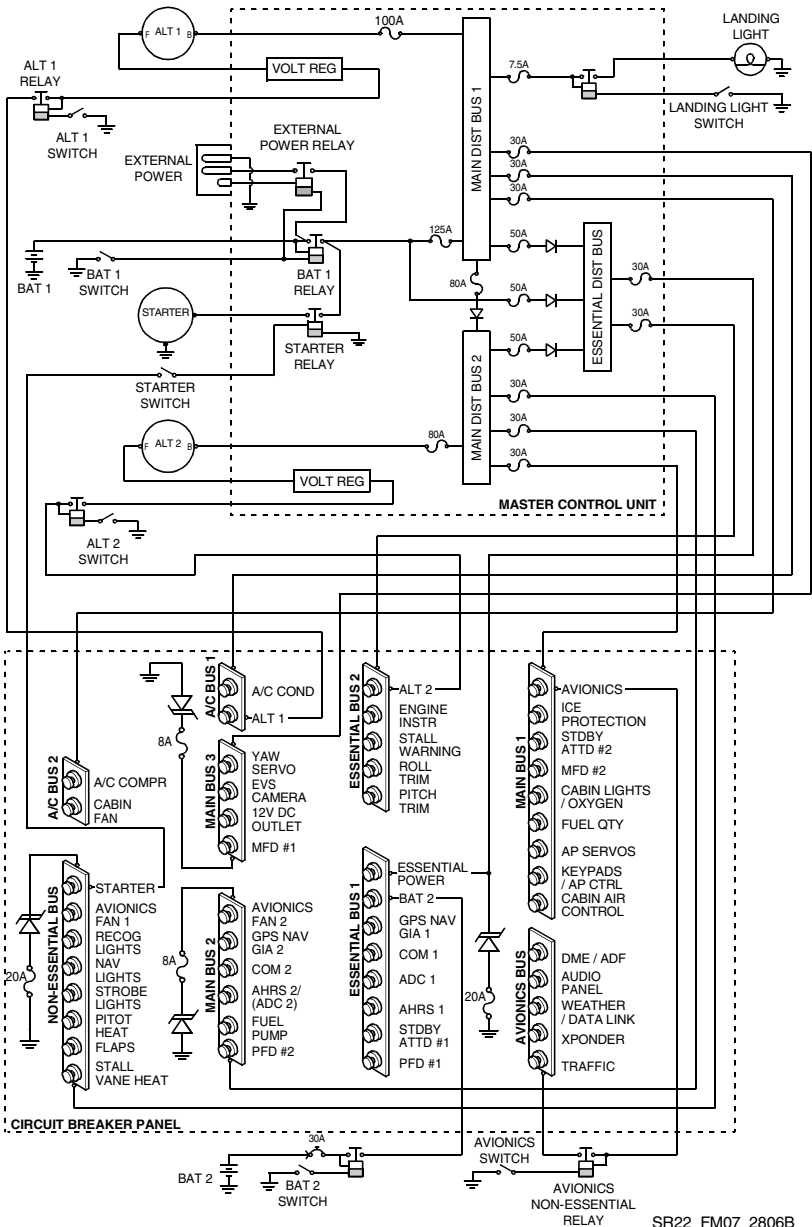 F ALT 1 B
100A
VOLT REG
ALT 1
RELAY
ALT 1
SWITCH
EXTERNAL
POWER
EXTERNAL
POWER RELAY
MAIN DIST BUS 1
7.5A
LANDING
LIGHT
LANDING LIGHT
SWITCH
30A
30A
30A
125A
BAT 1
BAT 1
SWITCH
BAT 1
RELAY
50A
80A
50A
ESSENTIAL DIST BUS
30A
30A
STARTER
STARTER
RELAY
STARTER
SWITCH
MAIN DIST BUS 2
50A
30A
30A
30A
F ALT 2 B
80A
VOLT REG
MASTER CONTROL UNIT
ALT 2
SWITCH
A/C BUS 1
A/C COND
ALT 1
8A
MAIN BUS 3
YAW
SERVO
EVS
CAMERA
12V DC
OUTLET
MFD #1
A/C BUS 2
A/C COMPR
CABIN
FAN
ESSENTIAL BUS 2
ALT 2
ENGINE
INSTR
STALL
WARNING
ROLL
TRIM
PITCH
TRIM
MAIN BUS 1
AVIONICS
ICE
PROTECTION
STDBY
ATTD #2
MFD #2
CABIN LIGHTS
/ OXYGEN
FUEL QTY
AP SERVOS
KEYPADS
/ AP CTRL
CABIN AIR
CONTROL
NON-ESSENTIAL BUS
STARTER
AVIONICS
FAN 1
RECOG
LIGHTS
NAV
LIGHTS
STROBE
LIGHTS
PITOT
HEAT
FLAPS
STALL
VANE HEAT
20A
8A
MAIN BUS 2
AVIONICS
FAN 2
GPS NAV
GIA 2
COM 2
AHRS 2/
(ADC 2)
FUEL
PUMP
PFD #2
ESSENTIAL BUS 1
ESSENTIAL
POWER
BAT 2
GPS NAV
GIA 1
COM 1
ADC 1
AHRS 1
STDBY
ATTD #1
PFD #1
20A
AVIONICS BUS
DME / ADF
AUDIO
PANEL
WEATHER
/ DATA LINK
XPONDER
TRAFFIC
CIRCUIT BREAKER PANEL
BAT 2
30A
BAT 2
SWITCH
AVIONICS
SWITCH
AVIONICS
NON-ESSENTIAL
RELAY
SR22_FM07_2806B